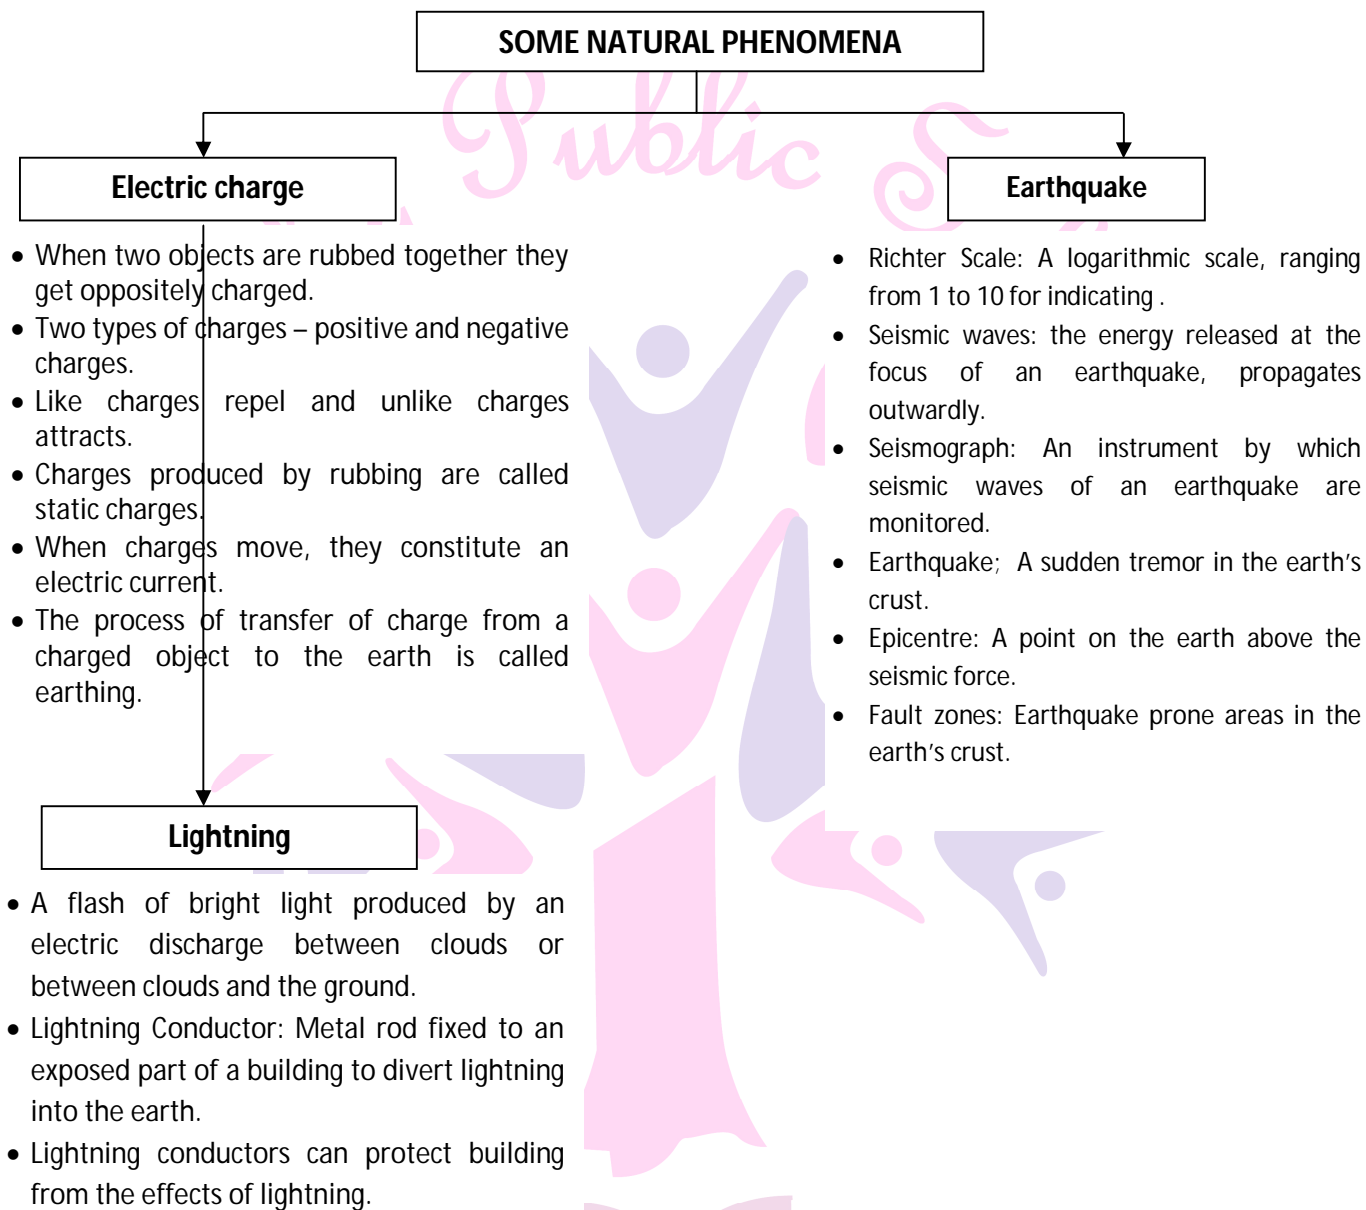 SOME NATURAL PHENOMENA
Public S
Electric charge
• When two objects are rubbed together they
get oppositely charged.
• Two types of charges – positive and negative
charges.
• Like charges repel and unlike charges
attracts.
• Charges produced by rubbing are called
static charges.
• When charges move, they constitute an
electric current.
• The process of transfer of charge from a
charged object to the earth is called
earthing.
Lightning
• A flash of bright light produced by an
electric discharge between clouds or
between clouds and the ground.
• Lightning Conductor: Metal rod fixed to an
exposed part of a building to divert lightning
into the earth.
• Lightning conductors can protect building
from the effects of lightning.
Earthquake
• Richter Scale: A logarithmic scale, ranging
from 1 to 10 for indicating .
• Seismic waves: the energy released at the
focus of an earthquake, propagates
outwardly.
• Seismograph: An instrument by which
seismic waves of an earthquake are
monitored.
• Earthquake; A sudden tremor in the earth's
crust.
• Epicentre: A point on the earth above the
seismic force.
• Fault zones: Earthquake prone areas in the
earth's crust.